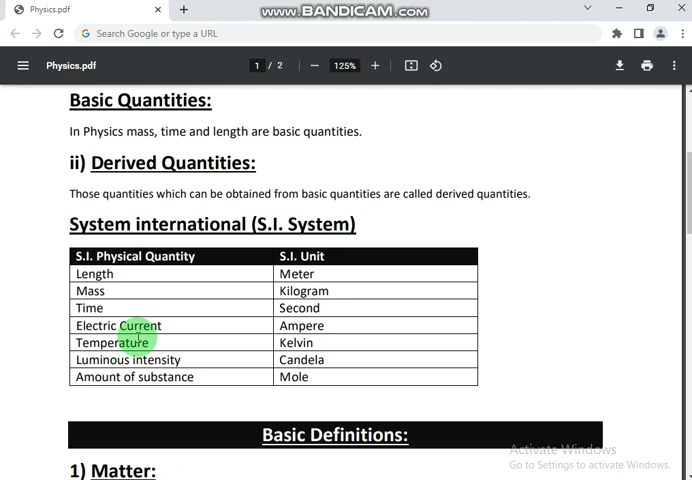 Physics.pdf
WWW.BANDICAM.COM
Search Google or type a URL
Physics.pdf
1 / 2
125%
Basic Quantities:
In Physics mass, time and length are basic quantities.
ii) Derived Quantities:
Those quantities which can be obtained from basic quantities are called derived quantities.
System international (S.I. System)
S.I. Physical Quantity S.I. Unit
Length Meter
Mass Kilogram
Time Second
Electric Current Ampere
Temperature Kelvin
Luminous intensity Candela
Amount of substance Mole
Basic Definitions:
Activate Windows
Go to Settings to activate Windows.
1) Matter: